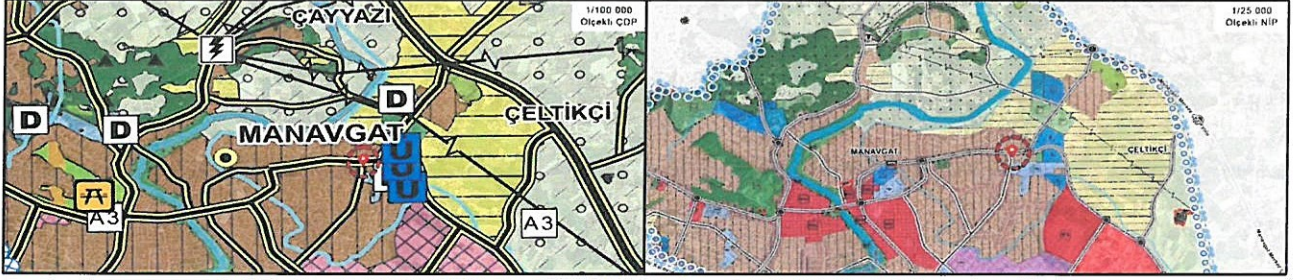 ÇAYYAZI
1/100 000
Ölçekli ÇDP
D
D
D
MANAVGAT
ÇELTİKÇİ
A3
A3
1/25 000
Ölçekli NİP
MANAVGAT
ÇELTİKÇİ